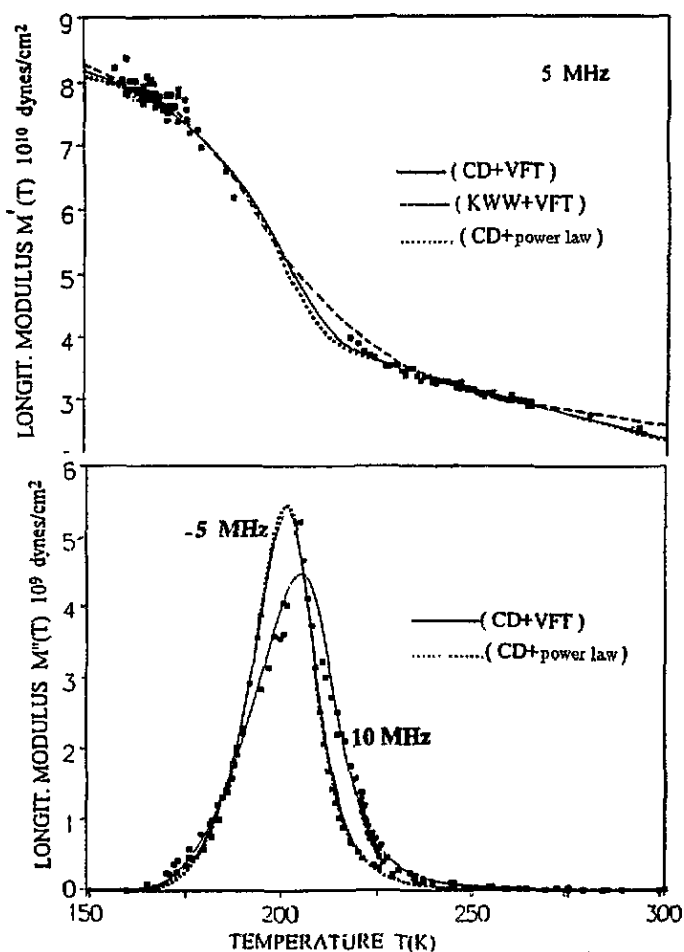 9
8
7
6
5
4
3
LONGIT. MODULUS M'(T) 10¹⁰ dynes/cm²
5 MHz
(CD+VFT)
(KWW+VFT)
(CD+power law)
6
5
4
3
2
1
0
LONGIT. MODULUS M"(T) 10⁹ dynes/cm²
5 MHz
10 MHz
(CD+VFT)
(CD+power law)
150 200 250 300
TEMPERATURE T(K)